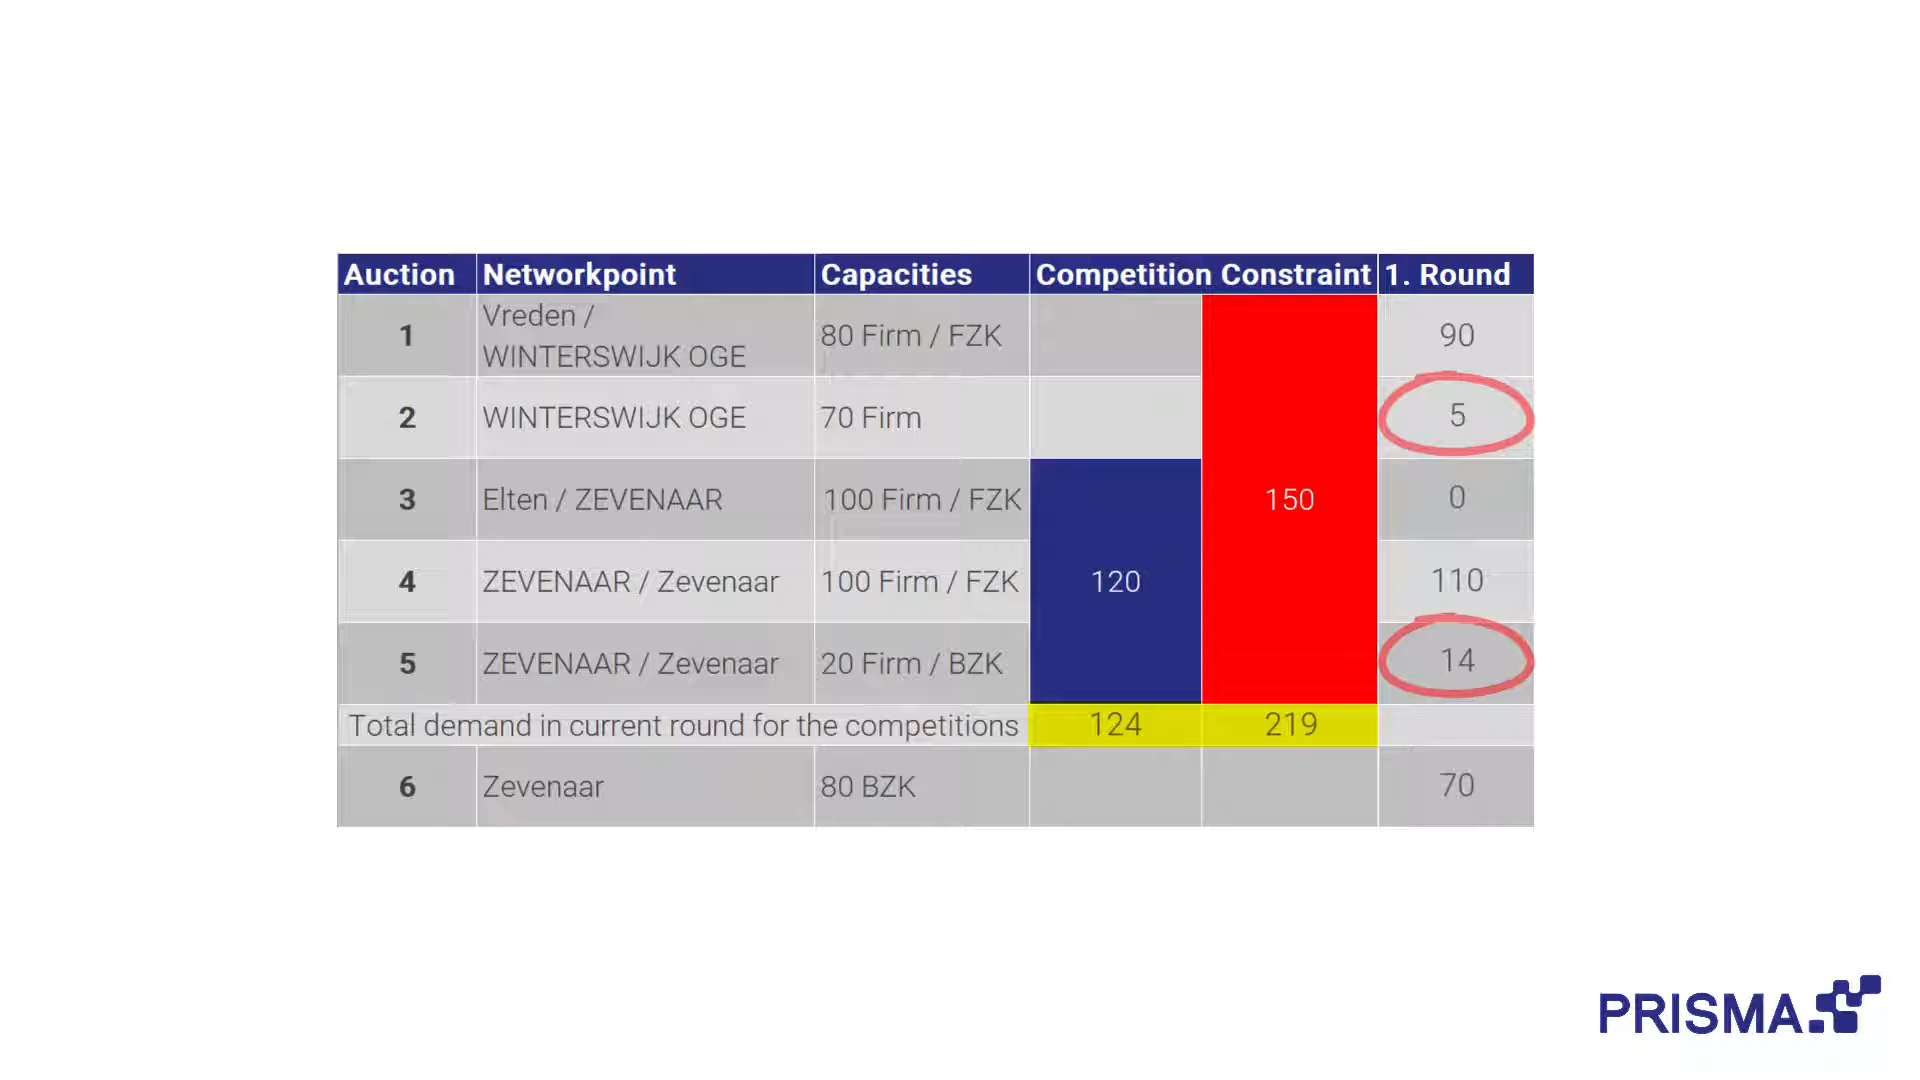 Auction Networkpoint Capacities Competition Constraint 1. Round
1 Vreden / WINTERSWIJK OGE 80 Firm / FZK 90
2 WINTERSWIJK OGE 70 Firm 5
3 Elten / ZEVENAAR 100 Firm / FZK 150 0
4 ZEVENAAR / Zevenaar 100 Firm / FZK 120 110
5 ZEVENAAR / Zevenaar 20 Firm / BZK 14
Total demand in current round for the competitions 124 219
6 Zevenaar 80 BZK 70
PRISMA